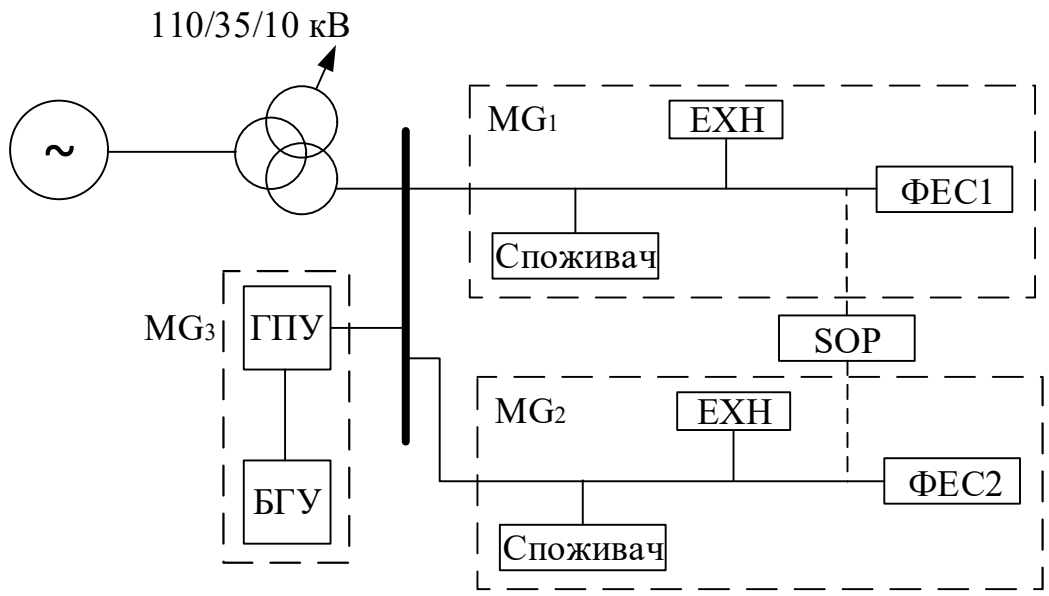 110/35/10 кВ
~
MG1
ЕХН
ФЕС1
Споживач
MG3
ГПУ
SOP
MG2
ЕХН
БГУ
ФЕС2
Споживач